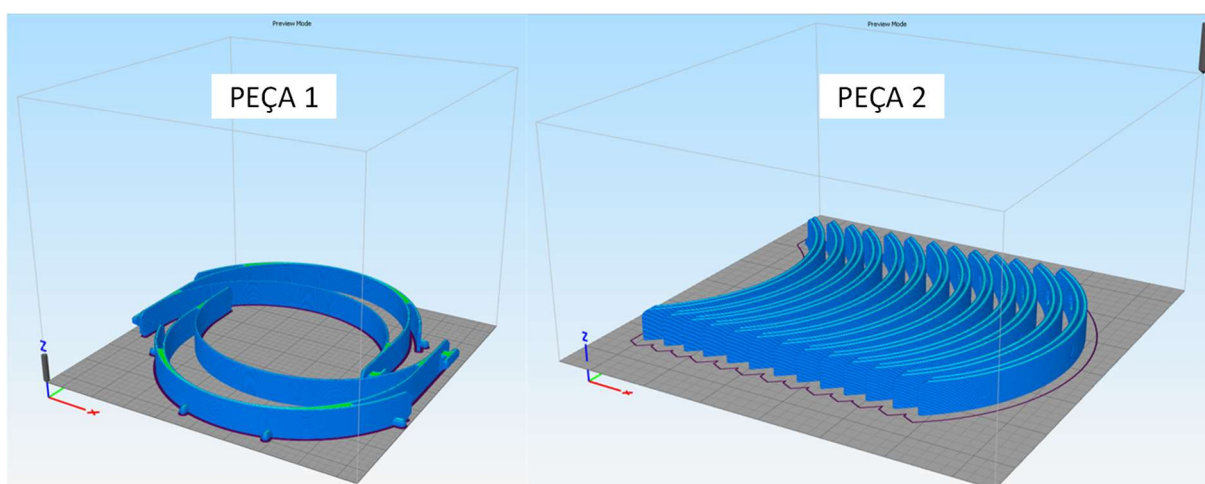 Preview Mode
PEÇA 1
Z
X
Preview Mode
PEÇA 2
Z
X